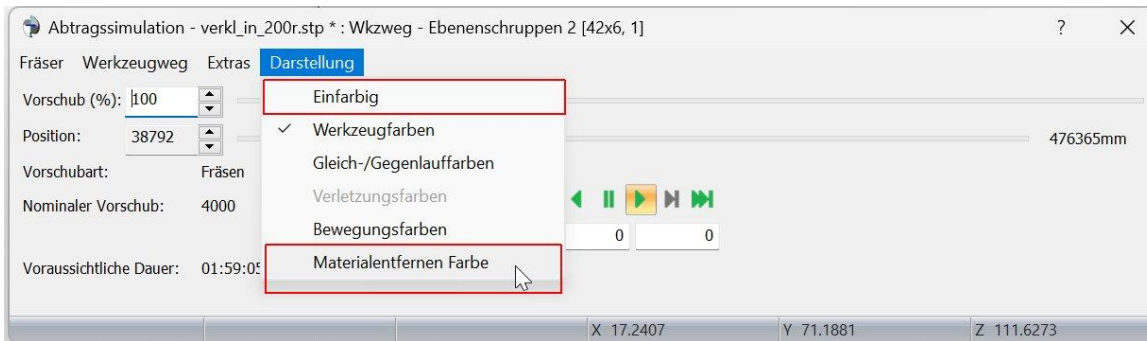 Abtragssimulation - verkl_in_200r.stp * : Wkzweg - Ebenenschruppen 2 [42x6, 1] ?
Fräser Werkzeugweg Extras Darstellung
Vorschub (%): 100 Einfarbig
Position: 38792 Werkzeugfarben 476365mm
Gleich-/Gegenlauffarben
Vorschubart: Fräsen
Verletzungsfarben
Nominaler Vorschub: 4000
Bewegungsfarben 0 0
Voraussichtliche Dauer: 01:59:05 Materialentfernen Farbe
X 17.2407 Y 71.1881 Z 111.6273